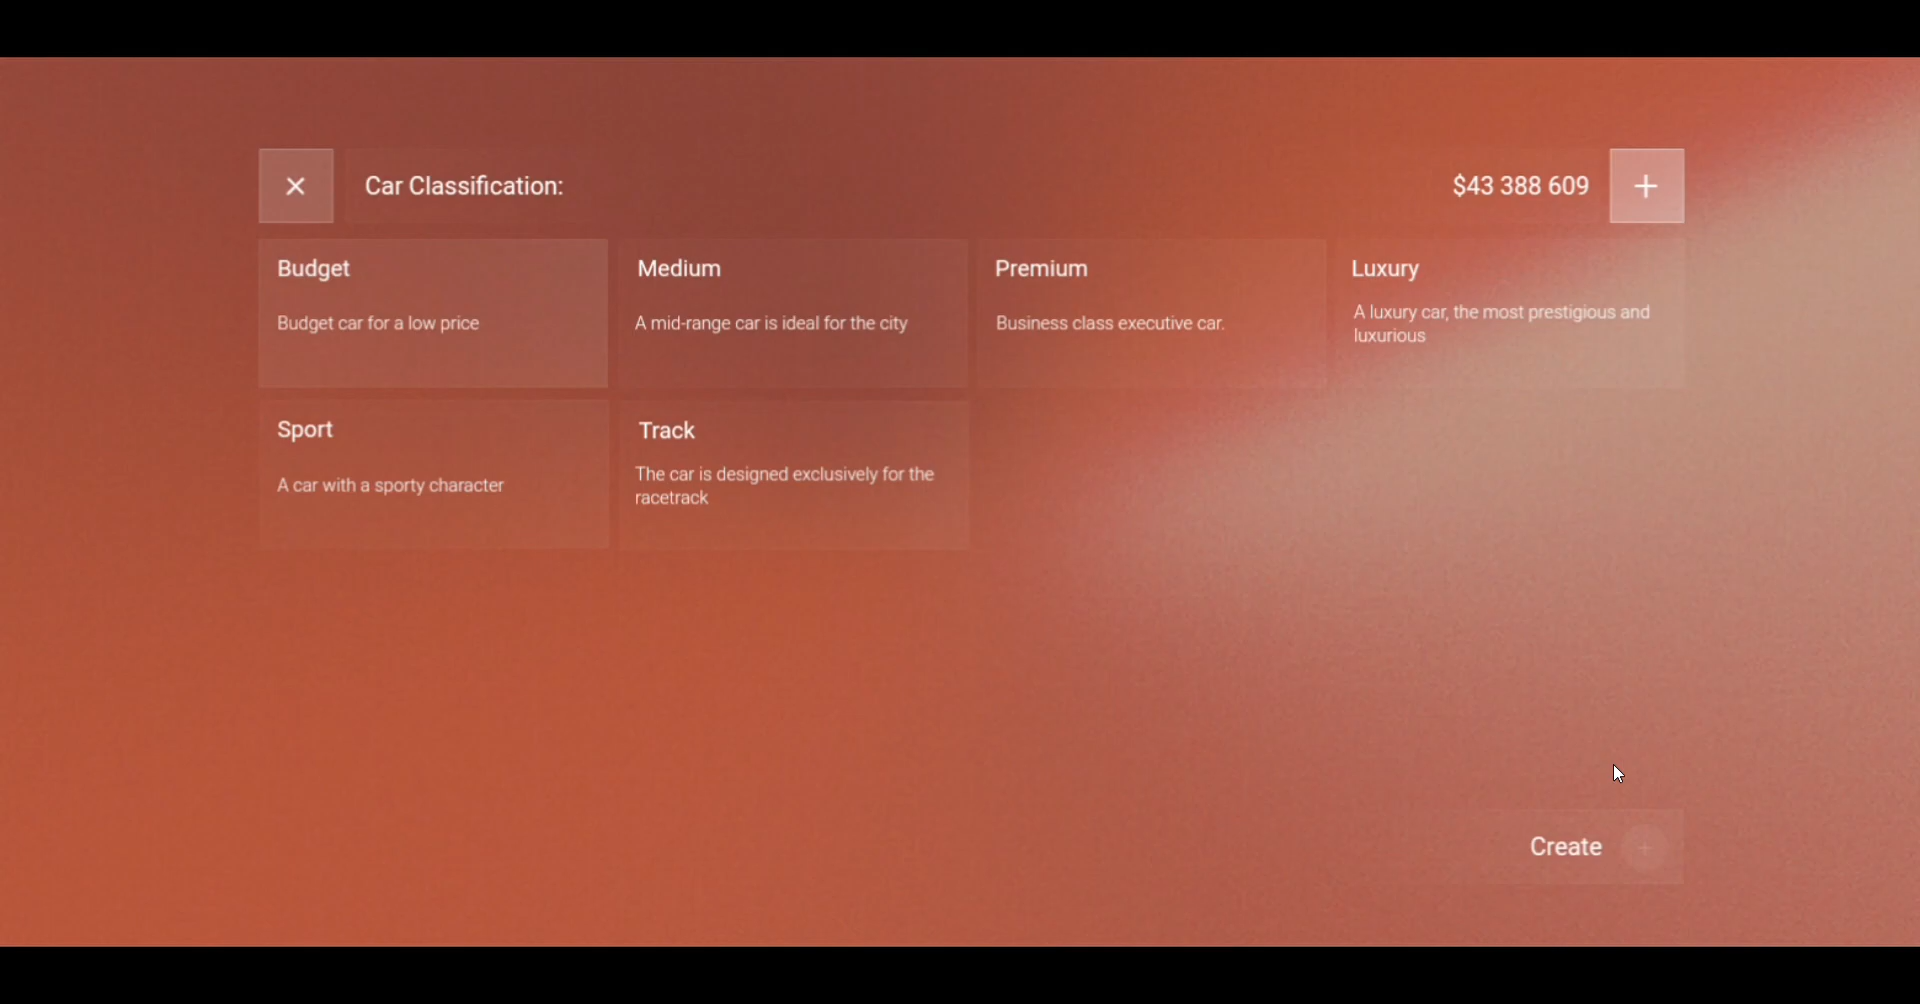 Car Classification:
$43 388 609
Budget
Budget car for a low price
Medium
A mid-range car is ideal for the city
Premium
Business class executive car.
Luxury
A luxury car, the most prestigious and
luxurious
Sport
A car with a sporty character
Track
The car is designed exclusively for the
racetrack
Create